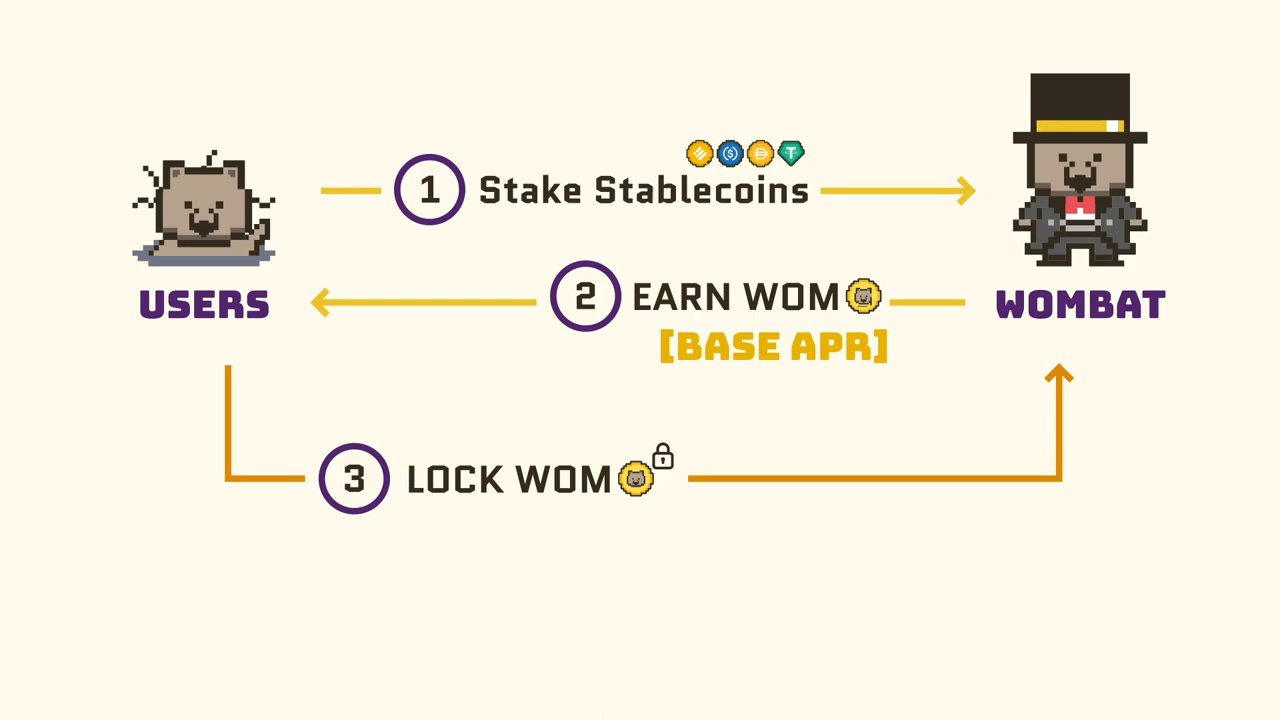 1 Stake Stablecoins
USERS
2 EARN WOM
WOMBAT
[BASE APR]
3 LOCK WOM